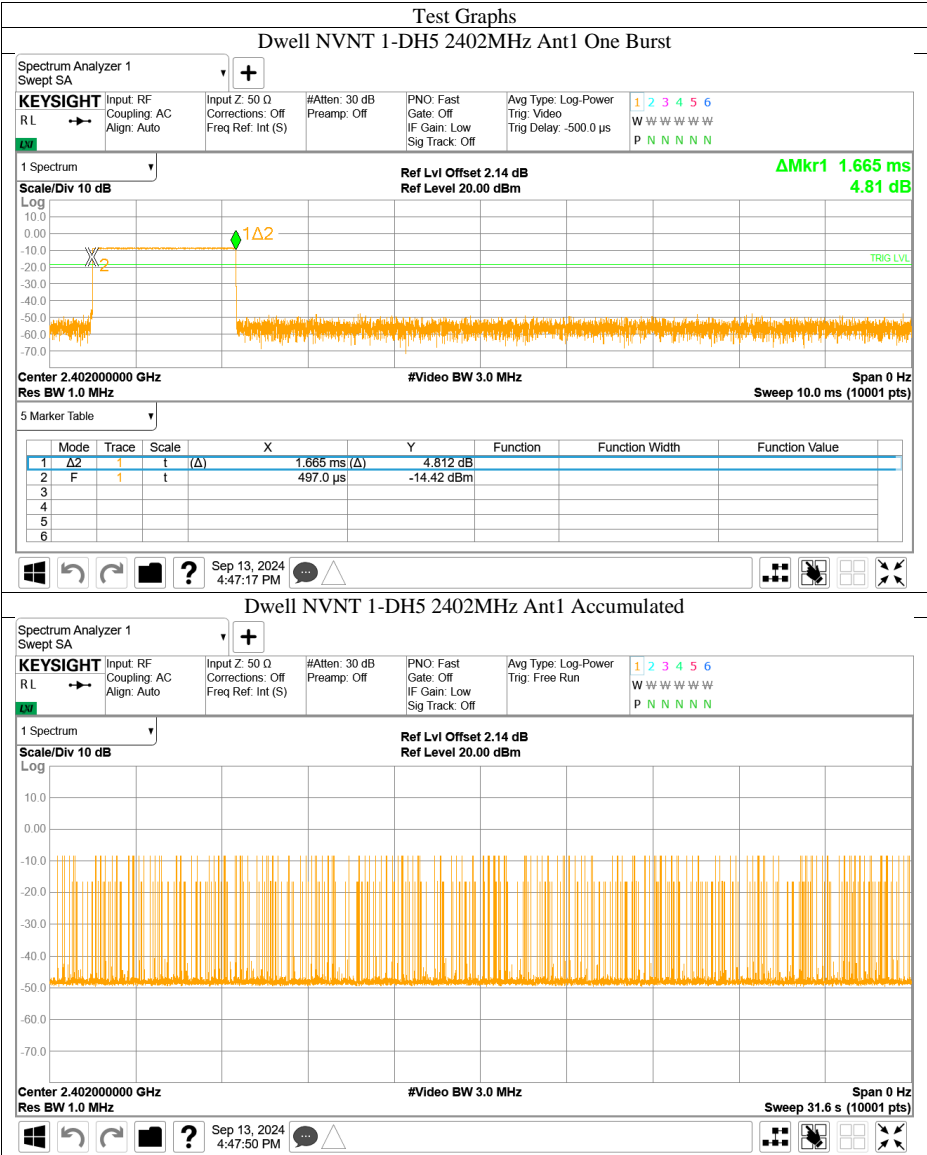 Test Graphs
Dwell NVNT 1-DH5 2402MHz Ant1 One Burst
Spectrum Analyzer 1
Swept SA
KEYSIGHT Input: RF Input Z: 50 Ω #Atten: 30 dB PNO: Fast Avg Type: Log-Power 1 2 3 4 5 6
RL Coupling: AC Corrections: Off Preamp: Off Gate: Off Trig: Video W W W W W W
Align: Auto Freq Ref: Int (S) IF Gain: Low Trig Delay: -500.0 µs
LXI Sig Track: Off P N N N N N
1 Spectrum Ref Lvl Offset 2.14 dB ΔMkr1 1.665 ms
Scale/Div 10 dB Ref Level 20.00 dBm 4.81 dB
Log
10.0
0.00 1Δ2
-10.0
2 TRIG LVL
-20.0
-30.0
-40.0
-50.0
-60.0
-70.0
Center 2.402000000 GHz #Video BW 3.0 MHz Span 0 Hz
Res BW 1.0 MHz Sweep 10.0 ms (10001 pts)
5 Marker Table
Mode Trace Scale X Y Function Function Width Function Value
1 Δ2 1 t (Δ) 1.665 ms (Δ) 4.812 dB
2 F 1 t 497.0 µs -14.42 dBm
3
4
5
6
? Sep 13, 2024
4:47:17 PM
Dwell NVNT 1-DH5 2402MHz Ant1 Accumulated
Spectrum Analyzer 1
Swept SA
KEYSIGHT Input: RF Input Z: 50 Ω #Atten: 30 dB PNO: Fast Avg Type: Log-Power 1 2 3 4 5 6
RL Coupling: AC Corrections: Off Preamp: Off Gate: Off Trig: Free Run W W W W W W
Align: Auto Freq Ref: Int (S) IF Gain: Low
LXI Sig Track: Off P N N N N N
1 Spectrum Ref Lvl Offset 2.14 dB
Scale/Div 10 dB Ref Level 20.00 dBm
Log
10.0
0.00
-10.0
-20.0
-30.0
-40.0
-50.0
-60.0
-70.0
Center 2.402000000 GHz #Video BW 3.0 MHz Span 0 Hz
Res BW 1.0 MHz Sweep 31.6 s (10001 pts)
? Sep 13, 2024
4:47:50 PM